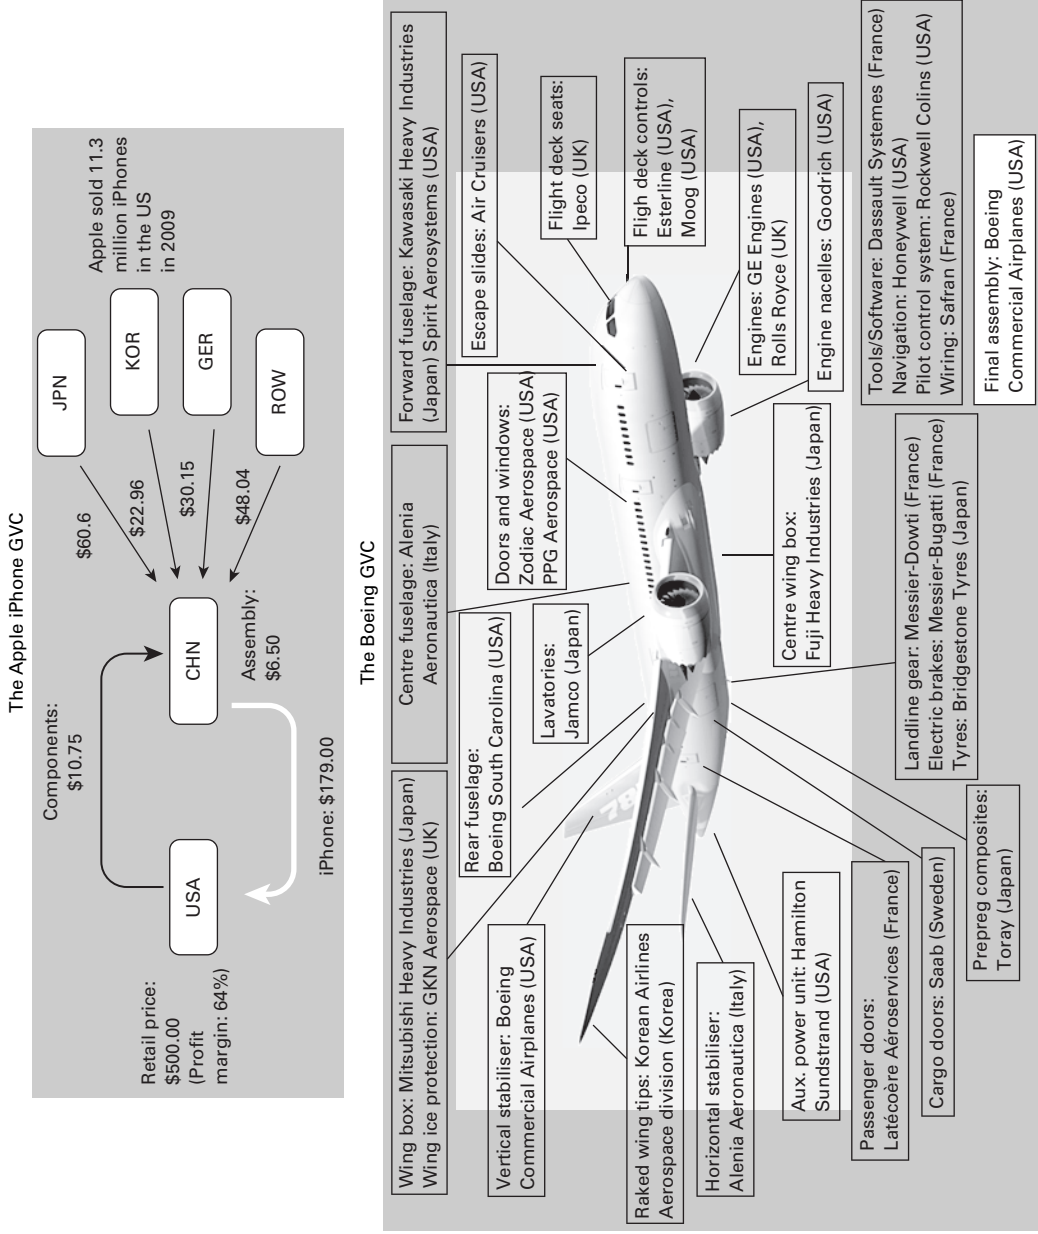 The Apple iPhone GVC
Retail price:
$500.00
(Profit
margin: 64%)
USA
Components:
$10.75
iPhone: $179.00
CHN
Assembly:
$6.50
$60.6
$22.96
$30.15
$48.04
JPN
KOR
GER
ROW
Apple sold 11.3
million iPhones
in the US
in 2009
The Boeing GVC
Wing box: Mitsubishi Heavy Industries (Japan)
Wing ice protection: GKN Aerospace (UK)
Centre fuselage: Alenia
Aeronautica (Italy)
Forward fuselage: Kawasaki Heavy Industries
(Japan) Spirit Aerosystems (USA)
Rear fuselage:
Boeing South Carolina (USA)
Escape slides: Air Cruisers (USA)
Vertical stabiliser: Boeing
Commercial Airplanes (USA)
Lavatories:
Jamco (Japan)
Doors and windows:
Zodiac Aerospace (USA)
PPG Aerospace (USA)
Flight deck seats:
Ipeco (UK)
Fligh deck controls:
Esterline (USA),
Moog (USA)
78
Raked wing tips: Korean Airlines
Aerospace division (Korea)
Horizontal stabiliser:
Alenia Aeronautica (Italy)
Aux. power unit: Hamilton
Sundstrand (USA)
Centre wing box:
Fuji Heavy Industries (Japan)
Engines: GE Engines (USA),
Rolls Royce (UK)
Engine nacelles: Goodrich (USA)
Passenger doors:
Latécoère Aéroservices (France)
Cargo doors: Saab (Sweden)
Prepreg composites:
Toray (Japan)
Landline gear: Messier-Dowti (France)
Electric brakes: Messier-Bugatti (France)
Tyres: Bridgestone Tyres (Japan)
Tools/Software: Dassault Systemes (France)
Navigation: Honeywell (USA)
Pilot control system: Rockwell Colins (USA)
Wiring: Safran (France)
Final assembly: Boeing
Commercial Airplanes (USA)